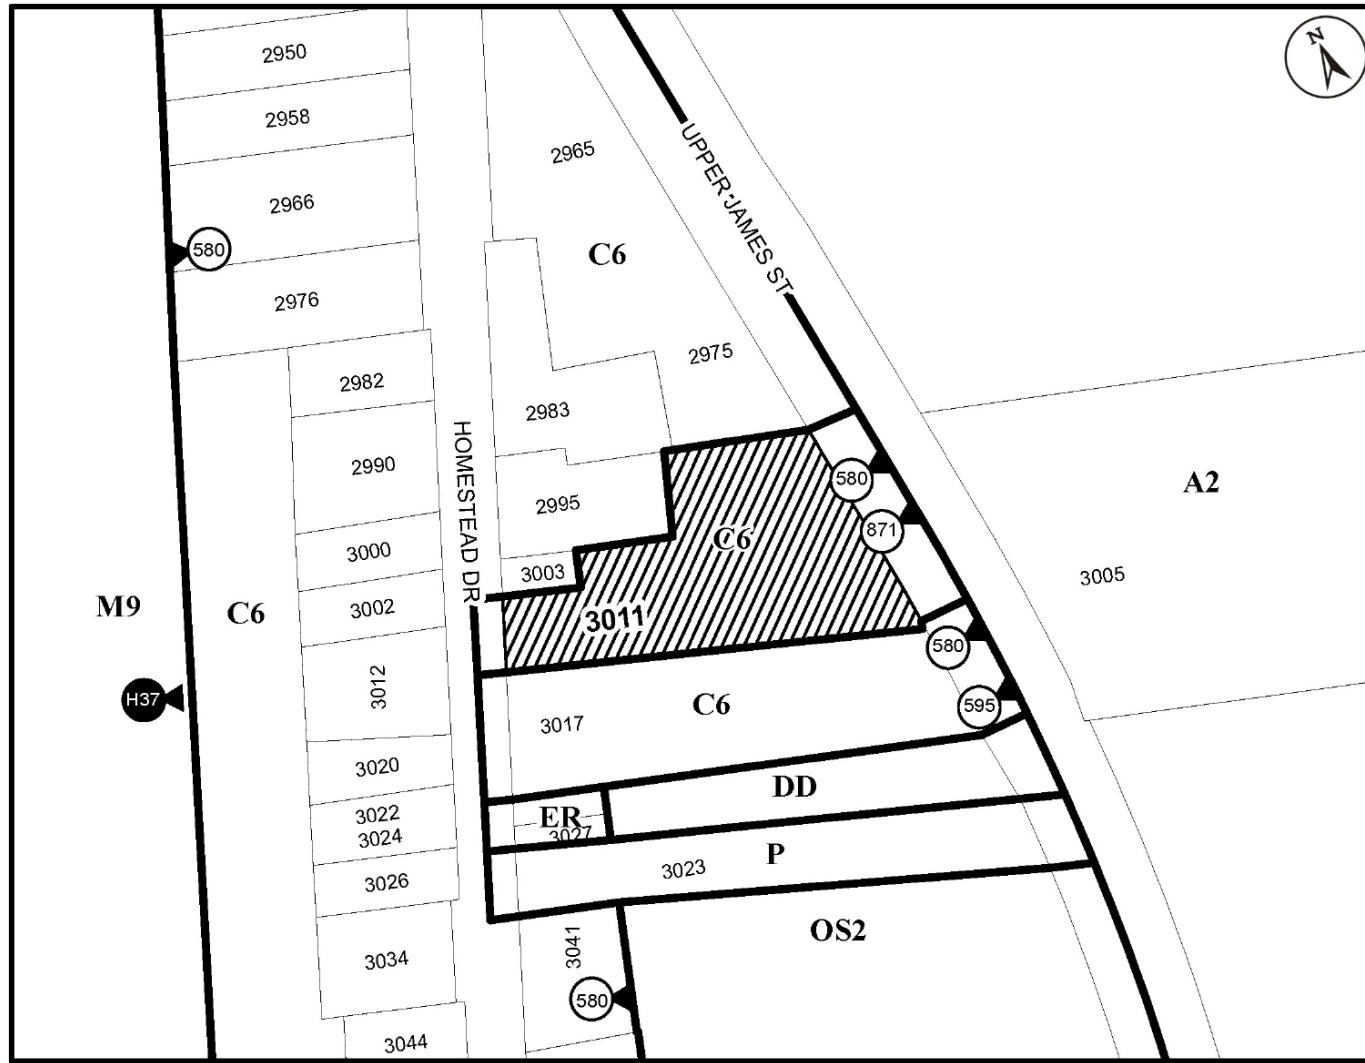 N
2950
2958
2965
UPPER JAMES ST
2966
580
C6
2976
2975
2982
2983
HOMESTEAD DR
2990
580
A2
2995
871
C6
3000
3003
3005
M9
C6
3002
3011
580
3012
H37
C6
595
3017
3020
DD
3022
ER
3024
3027
P
3023
3026
OS2
3041
3034
580
3044